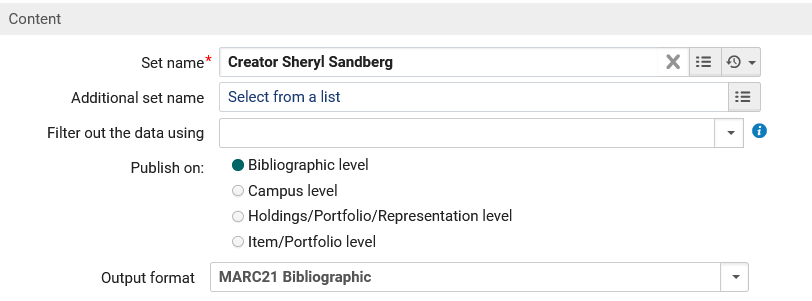 Content
Set name* Creator Sheryl Sandberg
Additional set name Select from a list
Filter out the data using
Publish on: Bibliographic level
Campus level
Holdings/Portfolio/Representation level
Item/Portfolio level
Output format MARC21 Bibliographic